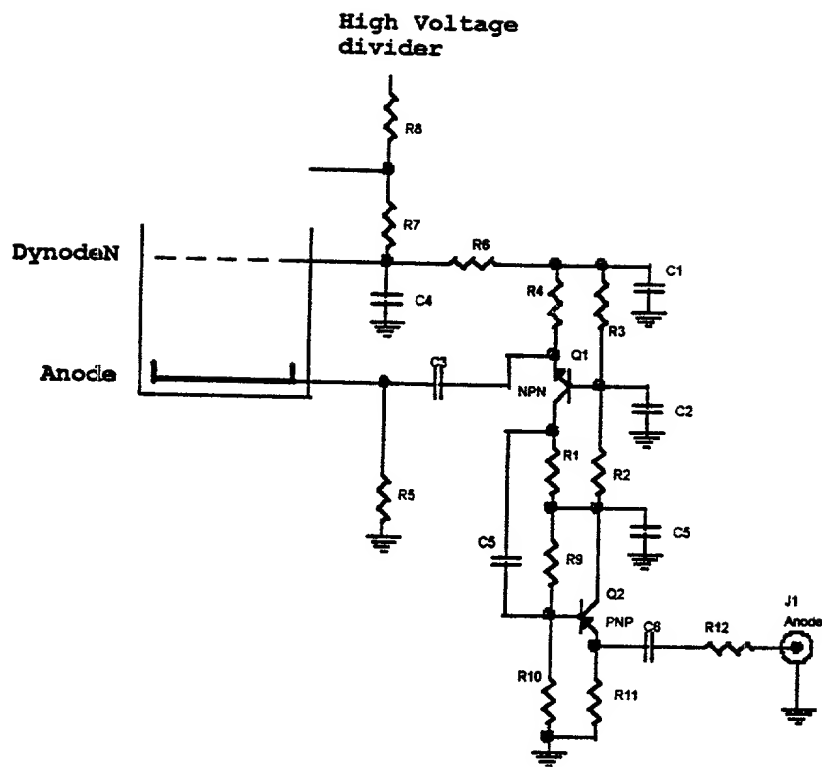 High Voltage
divider
R8
R7
DynodeN
R6
C1
R4
R3
C4
Q1
C3
Anode
NPN
C2
R1
R2
R5
C5
C5
R9
Q2
J1
PNP
Anode
C6
R12
R10
R11